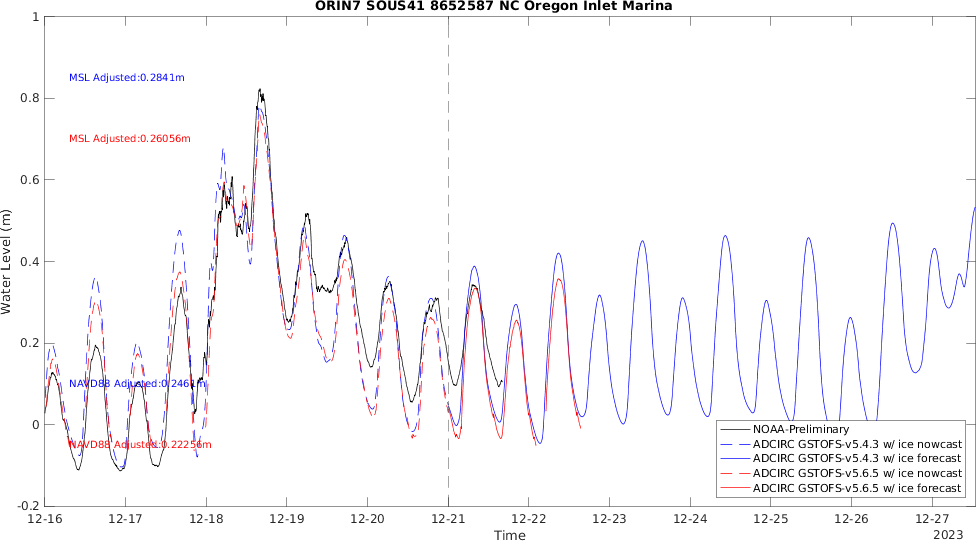 ORIN7 SOUS41 8652587 NC Oregon Inlet Marina
1
0.8
0.6
0.4
0.2
0
-0.2
Water Level (m)
MSL Adjusted:0.2841m
MSL Adjusted:0.26056m
NAVD88 Adjusted:0.2461m
NAVD88 Adjusted:0.22256m
NOAA-Preliminary
ADCIRC GSTOFS-v5.4.3 w/ ice nowcast
ADCIRC GSTOFS-v5.4.3 w/ ice forecast
ADCIRC GSTOFS-v5.6.5 w/ ice nowcast
ADCIRC GSTOFS-v5.6.5 w/ ice forecast
12-16 12-17 12-18 12-19 12-20 12-21 12-22 12-23 12-24 12-25 12-26 12-27
Time
2023